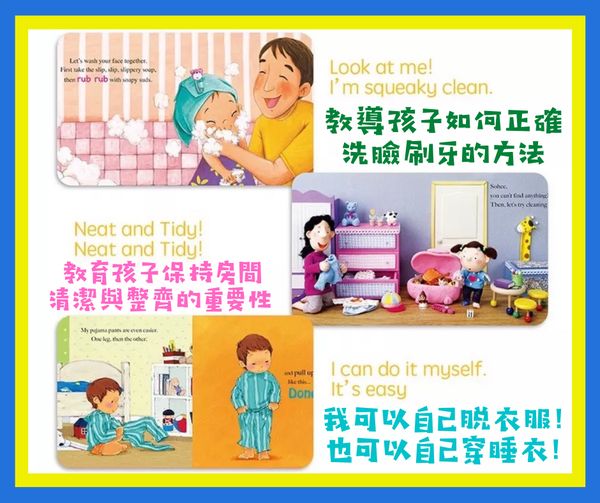 Let's wash your face together.
First take the slip, slip, slippery soap,
then rub rub with soapy suds.
Look at me!
I'm squeaky clean.
教導孩子如何正確
洗臉刷牙的方法
Sohee,
you can't find anything!
Then, let's try cleaning
Neat and Tidy!
Neat and Tidy!
教育孩子保持房間
清潔與整齊的重要性
My pajama pants are even easier.
One leg, then the other.
and pull up
like this...
Done
I can do it myself.
It's easy
我可以自己脫衣服!
也可以自己穿睡衣!